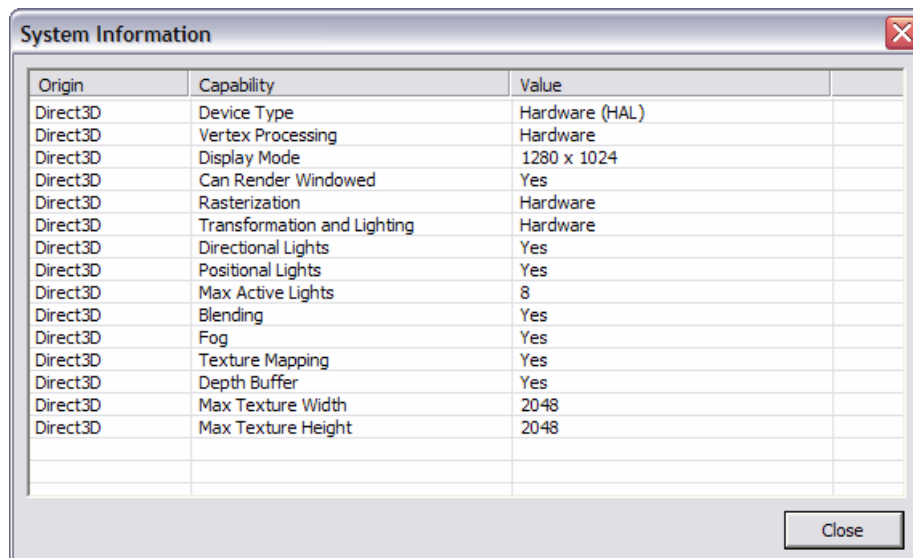 System Information
Origin Capability Value
Direct3D Device Type Hardware (HAL)
Direct3D Vertex Processing Hardware
Direct3D Display Mode 1280 x 1024
Direct3D Can Render Windowed Yes
Direct3D Rasterization Hardware
Direct3D Transformation and Lighting Hardware
Direct3D Directional Lights Yes
Direct3D Positional Lights Yes
Direct3D Max Active Lights 8
Direct3D Blending Yes
Direct3D Fog Yes
Direct3D Texture Mapping Yes
Direct3D Depth Buffer Yes
Direct3D Max Texture Width 2048
Direct3D Max Texture Height 2048
Close